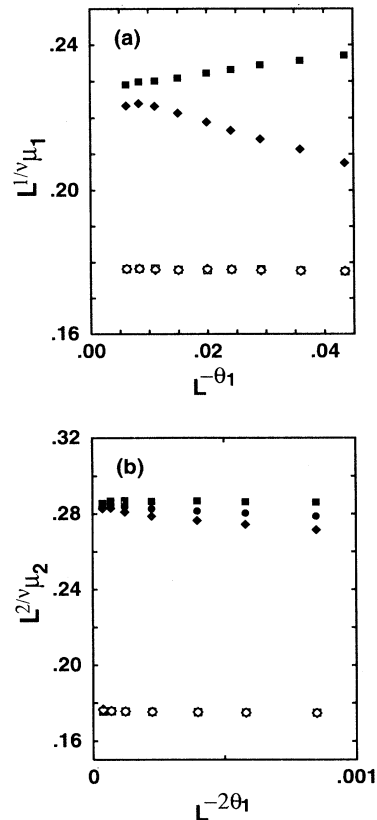 (a)
.24
.20
.16
L^{1/ν}μ_1
.00
.02
.04
L^{-θ_1}
(b)
.32
.28
.24
.20
.16
L^{2/ν}μ_2
0
.001
L^{-2θ_1}